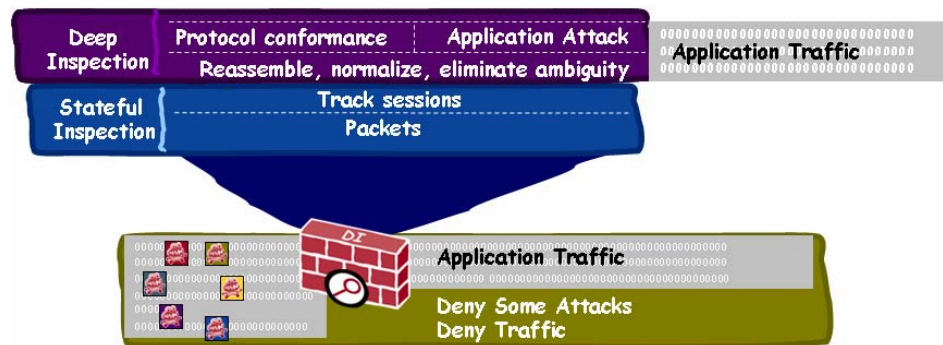 Deep
Inspection
Protocol conformance
Application Attack
Reassemble, normalize, eliminate ambiguity
Application Traffic
Stateful
Inspection
Track sessions
Packets
DI
Application Traffic
Deny Some Attacks
Deny Traffic